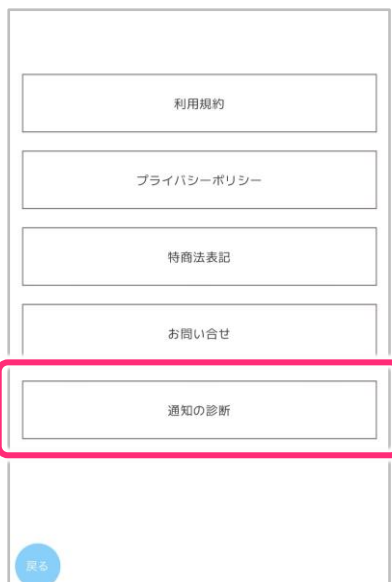 利用規約
プライバシーポリシー
特商法表記
お問い合せ
通知の診断
戻る